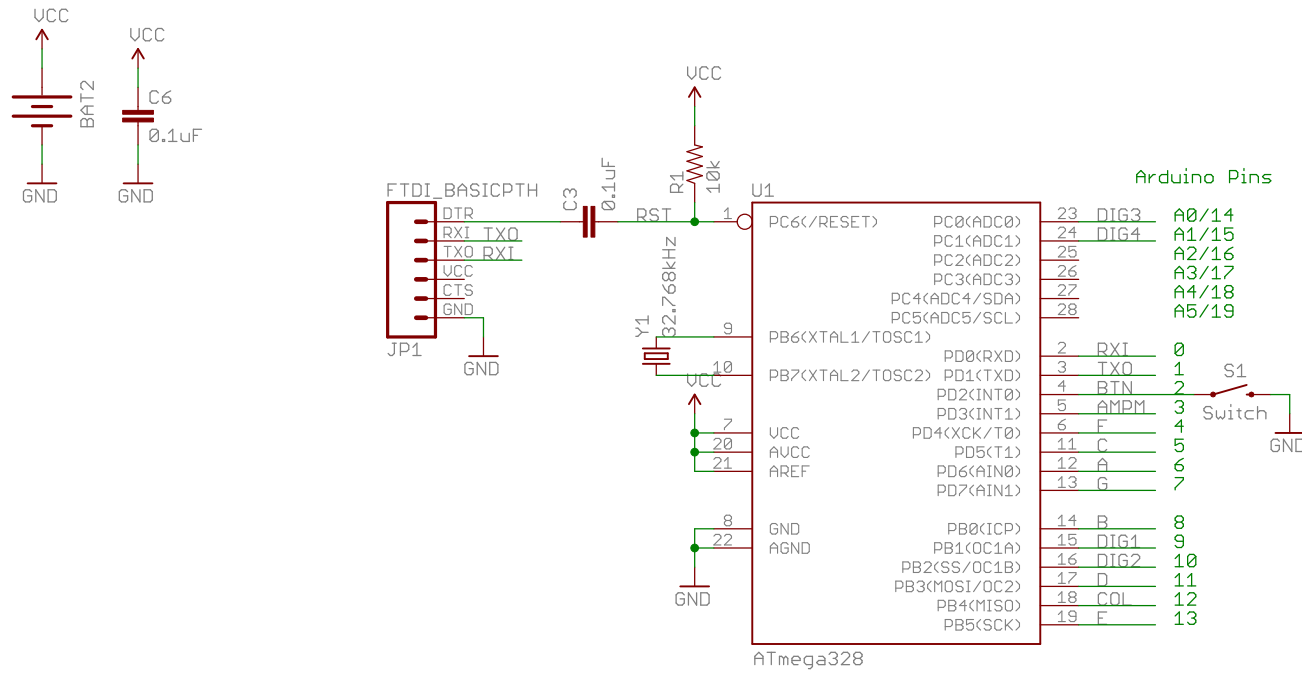 VCC
BAT2
GND
VCC
C6
0.1uF
GND
FTDI_BASICPTH
DTR
RXI TXO
TXO RXI
VCC
CTS
GND
JP1
GND
C3
0.1uF
RST
VCC
R1
10k
Y1
32.768kHz
VCC
GND
U1
1 PC6(/RESET)
9 PB6(XTAL1/TOSC1)
10 PB7(XTAL2/TOSC2)
7 VCC
20 AVCC
21 AREF
8 GND
22 AGND
Arduino Pins
PC0(ADC0) 23 DIG3 A0/14
PC1(ADC1) 24 DIG4 A1/15
PC2(ADC2) 25 A2/16
PC3(ADC3) 26 A3/17
PC4(ADC4/SDA) 27 A4/18
PC5(ADC5/SCL) 28 A5/19
PD0(RXD) 2 RXI 0
PD1(TXD) 3 TXO 1
PD2(INT0) 4 BTN 2
PD3(INT1) 5 AMPM 3
PD4(XCK/T0) 6 F 4
PD5(T1) 11 C 5
PD6(AIN0) 12 A 6
PD7(AIN1) 13 G 7
PB0(ICP) 14 B 8
PB1(OC1A) 15 DIG1 9
PB2(SS/OC1B) 16 DIG2 10
PB3(MOSI/OC2) 17 D 11
PB4(MISO) 18 COL 12
PB5(SCK) 19 E 13
ATmega328
S1
Switch
GND